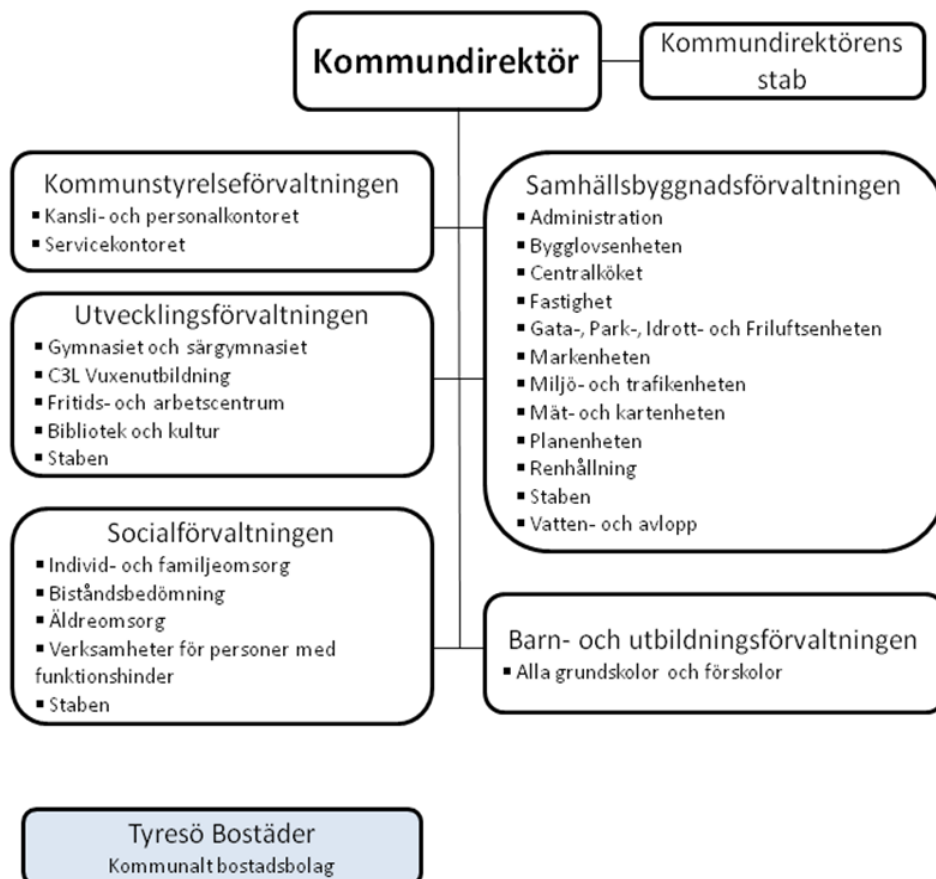 Kommundirektör
Kommundirektörens
stab
Kommunstyrelseförvaltningen
▪ Kansli- och personalkontoret
▪ Servicekontoret
Utvecklingsförvaltningen
▪ Gymnasiet och särgymnasiet
▪ C3L Vuxenutbildning
▪ Fritids- och arbetscentrum
▪ Bibliotek och kultur
▪ Staben
Socialförvaltningen
▪ Individ- och familjeomsorg
▪ Biståndsbedömning
▪ Äldreomsorg
▪ Verksamheter för personer med
funktionshinder
▪ Staben
Samhällsbyggnadsförvaltningen
▪ Administration
▪ Bygglovsenheten
▪ Centralköket
▪ Fastighet
▪ Gata-, Park-, Idrott- och Friluftsenheten
▪ Markenheten
▪ Miljö- och trafikenheten
▪ Mät- och kartenheten
▪ Planenheten
▪ Renhållning
▪ Staben
▪ Vatten- och avlopp
Barn- och utbildningsförvaltningen
▪ Alla grundskolor och förskolor
Tyresö Bostäder
Kommunalt bostadsbolag